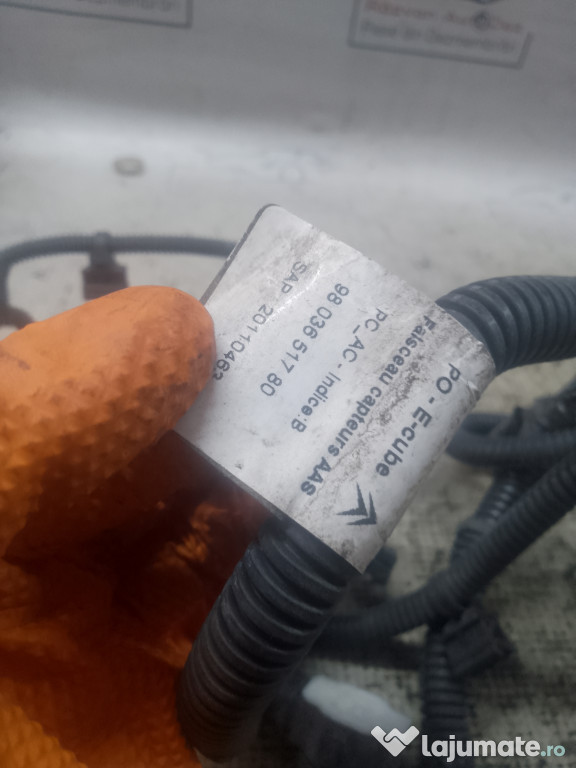 PO - E-cube
Faisceau capteurs AAS
PC_AC - Indice:B
98 036 517 80
SAP 20110463
lajumate.ro